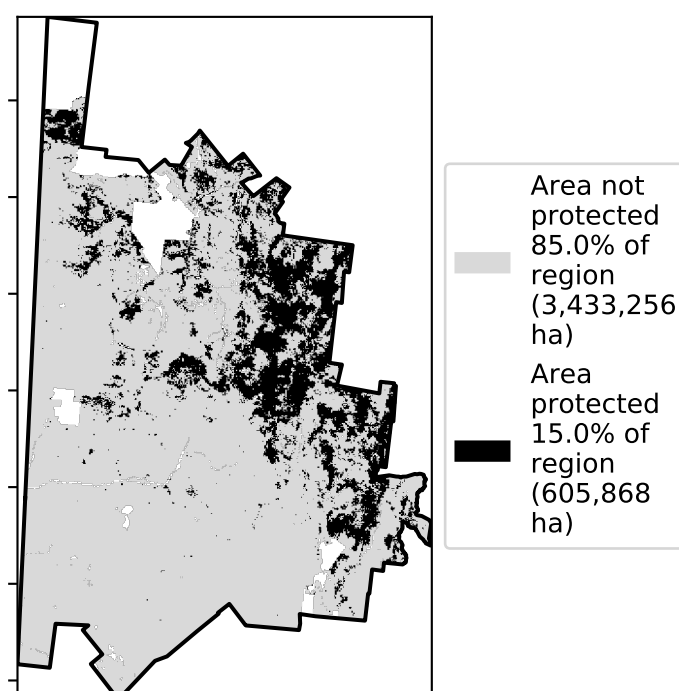 Area not
protected
85.0% of
region
(3,433,256
ha)
Area
protected
15.0% of
region
(605,868
ha)